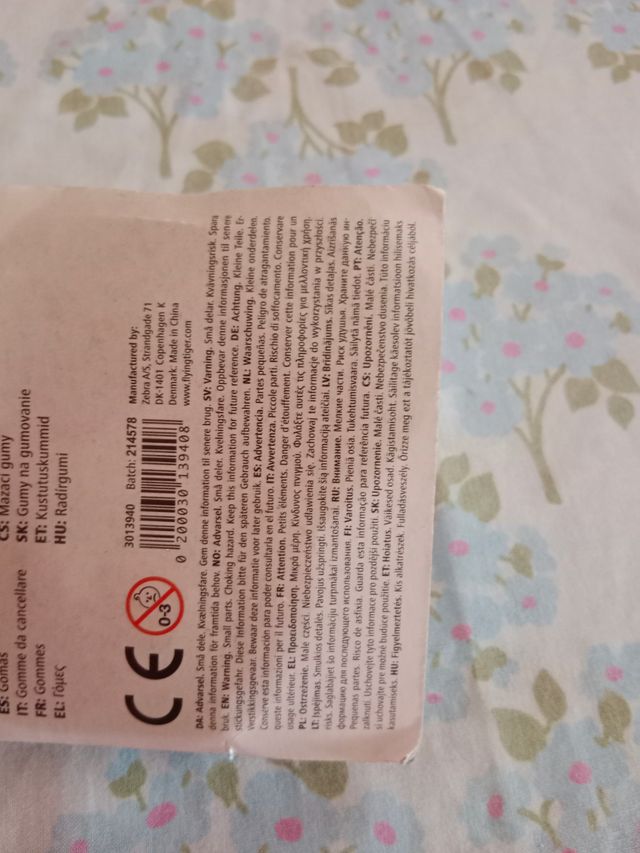 ES: Gomas
IT: Gomme da cancellare
FR: Gommes
EL: Γόμες
CS: Mazací gumy
SK: Gumy na gumovanie
ET: Kustutuskummid
HU: Radírgumi
CE
0-3
3013940 Batch: 214578
0 200030 139408
Manufactured by:
Zebra A/S, Strandgade 71
DK-1401 Copenhagen K
Denmark. Made in China
www.flyingtiger.com
DA: Advarsel. Små dele. Kvælningsfare. Gem denne information til senere brug. SV: Varning. Små delar. Kvävningsrisk. Spara
denna information för framtida behov. NO: Advarsel. Små deler. Kvelningsfare. Oppbevar denne informasjonen til senere
bruk. EN: Warning. Small parts. Choking hazard. Keep this information for future reference. DE: Achtung. Kleine Teile. Er-
stickungsgefahr. Diese Information bitte für den späteren Gebrauch aufbewahren. NL: Waarschuwing. Kleine onderdelen.
Verstikkingsgevaar. Bewaar deze informatie voor later gebruik. ES: Advertencia. Partes pequeñas. Peligro de atragantamiento.
Conserve esta información para poder consultarla en el futuro. IT: Avvertenza. Piccole parti. Rischio di soffocamento. Conservare
queste informazioni per il futuro. FR: Attention. Petits éléments. Danger d'étouffement. Conserver cette information pour un
usage ultérieur. EL: Προειδοποίηση. Μικρά μέρη. Κίνδυνος πνιγμού. Φυλάξτε αυτές τις πληροφορίες για μελλοντική χρήση.
PL: Ostrzeżenie. Małe części. Niebezpieczeństwo udławienia się. Zachowaj te informacje do wykorzystania w przyszłości.
LT: Įspėjimas. Smulkios detalės. Pavojus užspringti. Išsaugokite šią informaciją ateičiai. LV: Brīdinājums. Sīkas detaļas. Aizrīšanās
risks. Saglabājiet šo informāciju turpmākai izmantošanai. RU: Внимание. Мелкие части. Риск удушья. Храните данную ин-
формацию для последующего использования. FI: Varoitus. Pieniä osia. Tukehtumisvaara. Säilytä nämä tiedot. PT: Atenção.
Pequenas partes. Risco de asfixia. Guarda esta informação para referência futura. CS: Upozornění. Malé části. Nebezpečí
zalknutí. Uschovejte tyto informace pro pozdější použití. SK: Upozornenie. Malé časti. Nebezpečenstvo dusenia. Túto informáciu
si uchovajte pre možné budúce použitie. ET: Hoiatus. Väikesed osad. Kägistamisoht. Säilitage käesolev informatsioon hilisemaks
kasutamiseks. HU: Figyelmeztetés. Kis alkatrészek. Fulladásveszély. Őrizze meg ezt a tájékoztatót jövőbeli hivatkozás céljából.